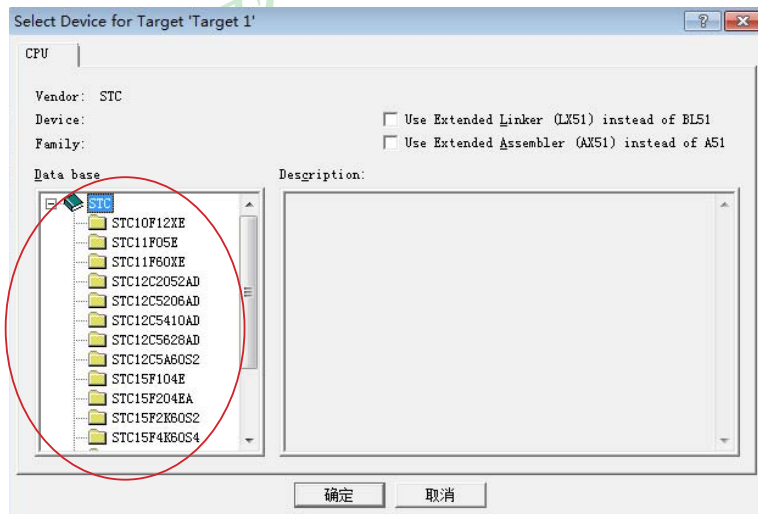 Select Device for Target 'Target 1'
CPU
Vendor: STC
Device:
Use Extended Linker (LX51) instead of BL51
Family:
Use Extended Assembler (AX51) instead of A51
Data base
Description:
STC
STC10F12XE
STC11F05E
STC11F60XE
STC12C2052AD
STC12C5206AD
STC12C5410AD
STC12C5628AD
STC12C5A60S2
STC15F104E
STC15F204EA
STC15F2K60S2
STC15F4K60S4
确定
取消